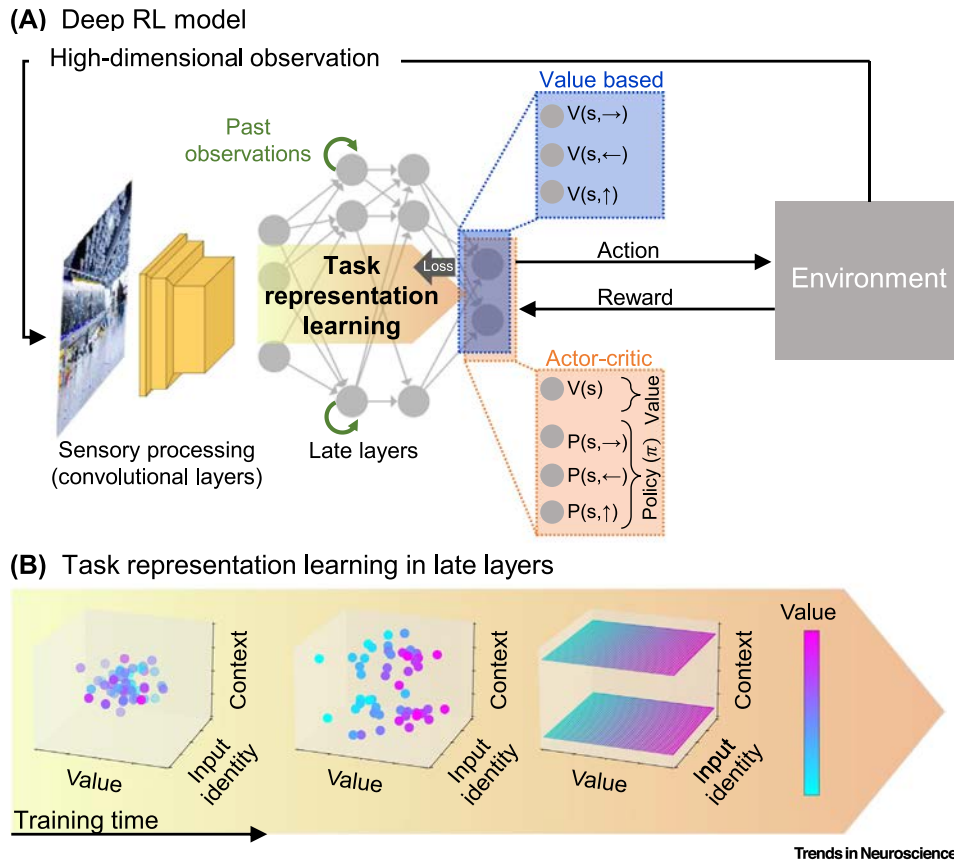 (A) Deep RL model
High-dimensional observation
Value based
V(s,→)
V(s,←)
V(s,↑)
Past
observations
Task
representation
learning
Loss
Action
Reward
Environment
Actor-critic
V(s)
Value
P(s,→)
P(s,←)
P(s,↑)
Policy (π)
Sensory processing
(convolutional layers)
Late layers
(B) Task representation learning in late layers
Value
Input
identity
Context
Value
Input
identity
Context
Value
Input
identity
Context
Value
Training time
Trends in Neuroscience